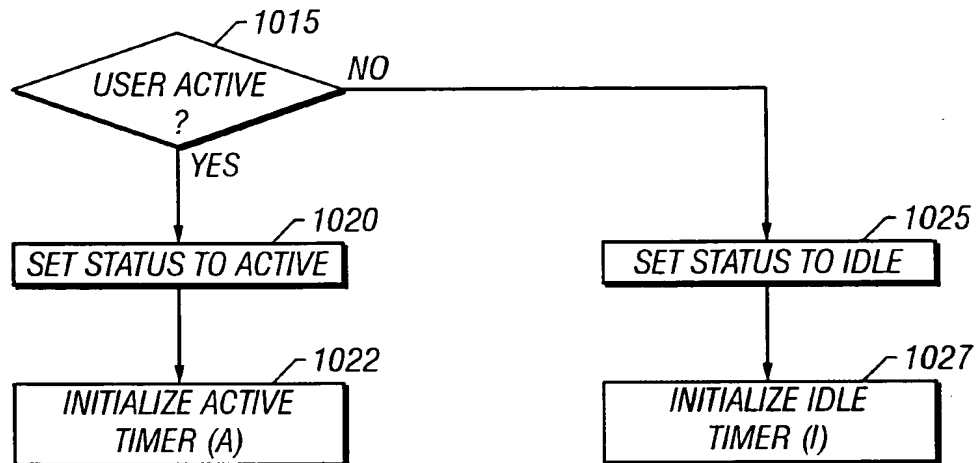 1015
USER ACTIVE
?
NO
YES
1020
SET STATUS TO ACTIVE
1025
SET STATUS TO IDLE
1022
INITIALIZE ACTIVE
TIMER (A)
1027
INITIALIZE IDLE
TIMER (I)